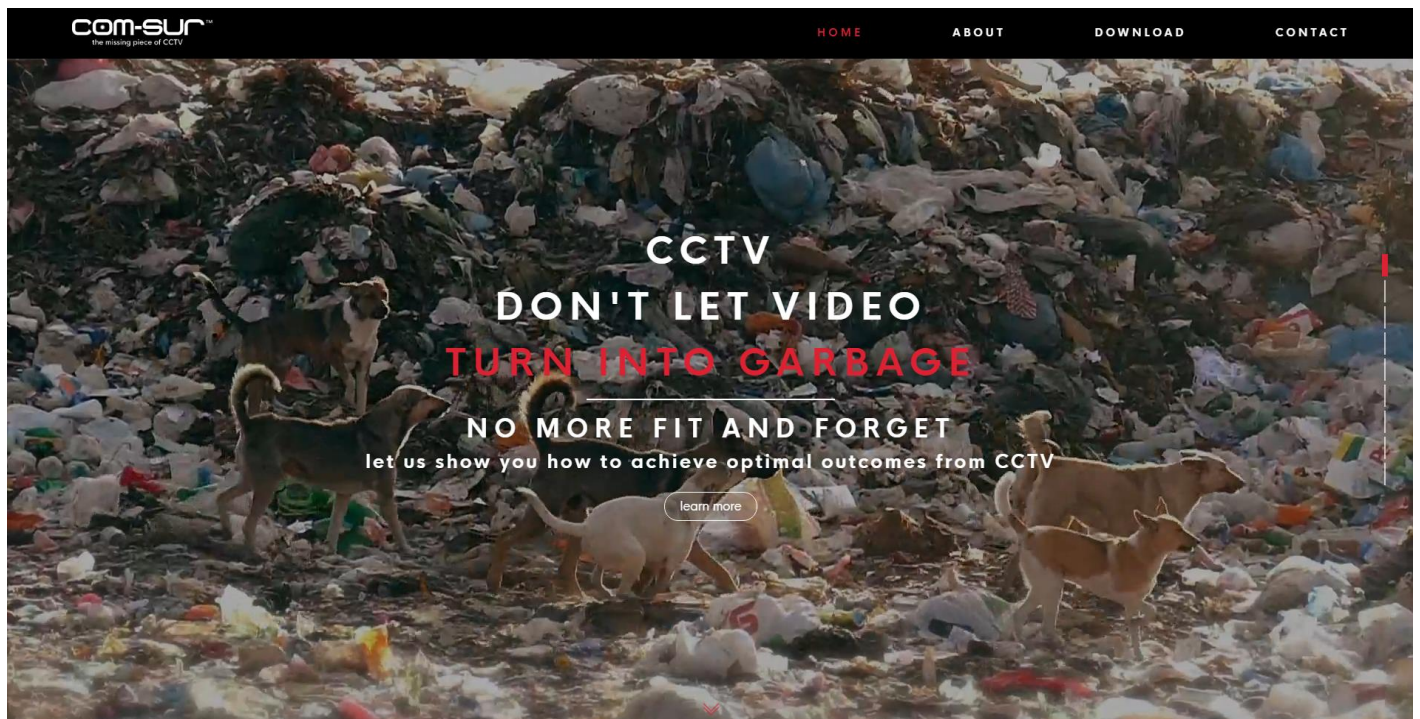 com-sur™
the missing piece of CCTV
HOME
ABOUT
DOWNLOAD
CONTACT
CCTV
DON'T LET VIDEO
TURN INTO GARBAGE
NO MORE FIT AND FORGET
let us show you how to achieve optimal outcomes from CCTV
learn more